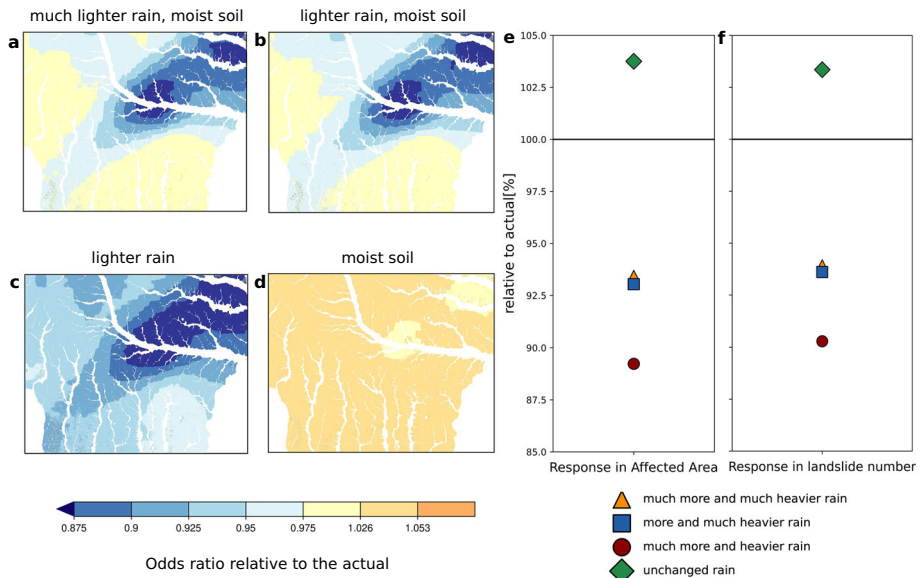 much lighter rain, moist soil
lighter rain, moist soil
a
b
e
f
105.0
102.5
100.0
97.5
95.0
92.5
90.0
87.5
85.0
relative to actual[%]
lighter rain
moist soil
c
d
Response in Affected Area
Response in landslide number
0.875
0.9
0.925
0.95
0.975
1.026
1.053
Odds ratio relative to the actual
much more and much heavier rain
more and much heavier rain
much more and heavier rain
unchanged rain